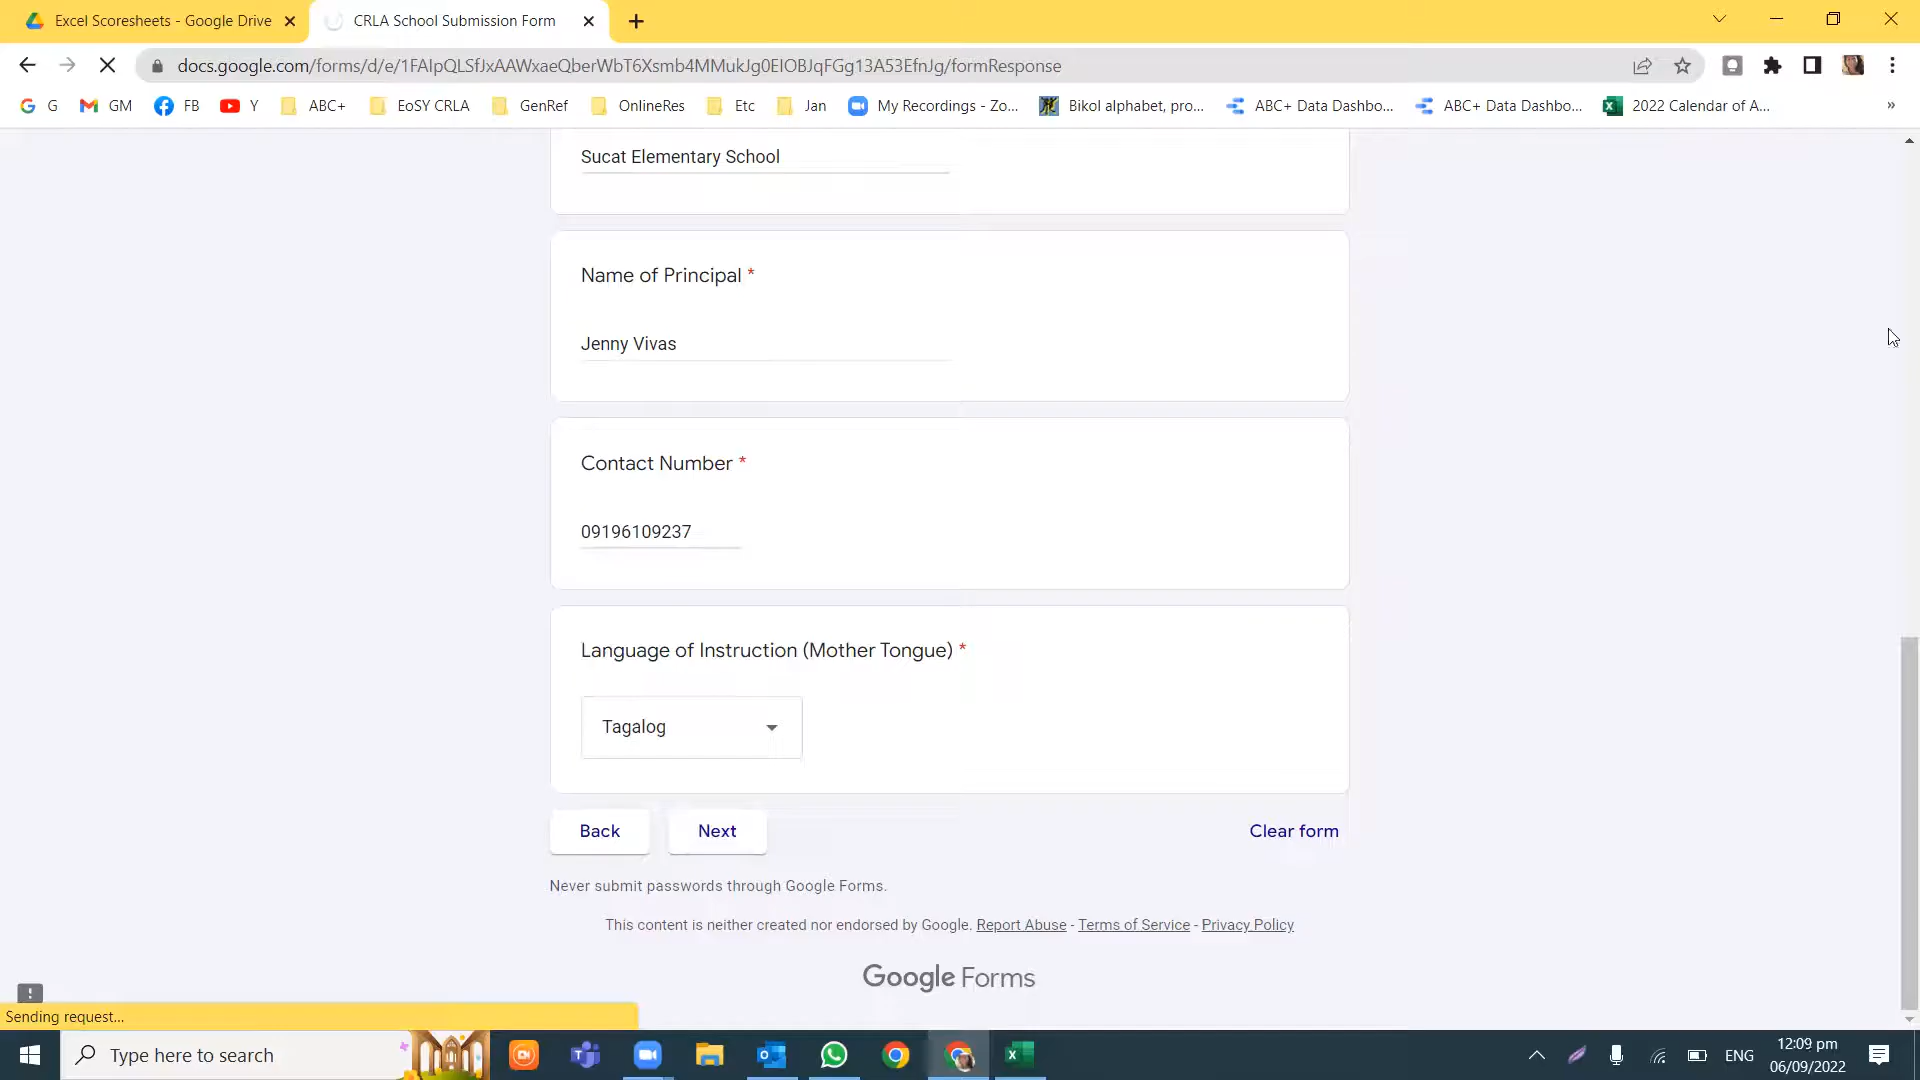 Excel Scoresheets - Google Drive
CRLA School Submission Form
docs.google.com/forms/d/e/1FAIpQLSfJxAAWxaeQberWbT6Xsmb4MMukJg0EIOBJqFGg13A53EfnJg/formResponse
G
GM
FB
Y
ABC+
EoSY CRLA
GenRef
OnlineRes
Etc
Jan
My Recordings - Zo...
Bikol alphabet, pro...
ABC+ Data Dashbo...
ABC+ Data Dashbo...
2022 Calendar of A...
»
Sucat Elementary School
Name of Principal *
Jenny Vivas
Contact Number *
09196109237
Language of Instruction (Mother Tongue) *
Tagalog
Back
Next
Clear form
Never submit passwords through Google Forms.
This content is neither created nor endorsed by Google. Report Abuse - Terms of Service - Privacy Policy
Google Forms
Sending request...
Type here to search
ENG
12:09 pm
06/09/2022